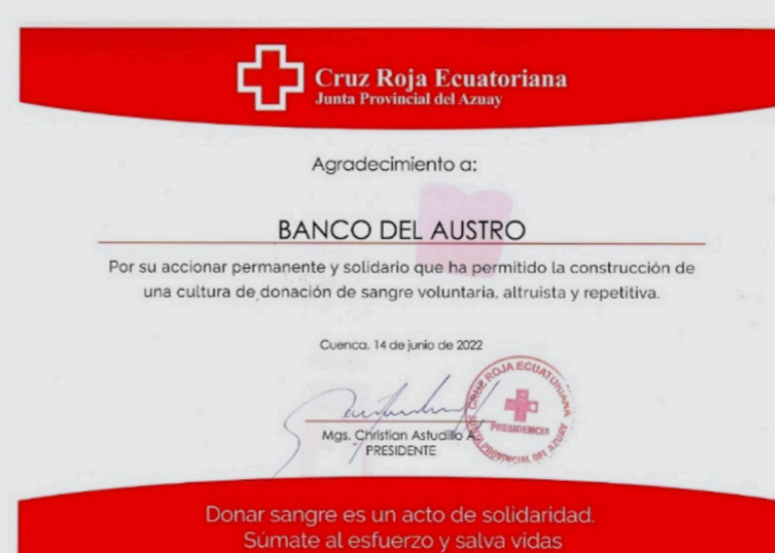 Cruz Roja Ecuatoriana
Junta Provincial del Azuay
Agradecimiento a:
BANCO DEL AUSTRO
Por su accionar permanente y solidario que ha permitido la construcción de
una cultura de donación de sangre voluntaria, altruista y repetitiva.
Cuenca, 14 de junio de 2022
CRUZ ROJA ECUATORIANA
PRESIDENCIA
JUNTA PROVINCIAL DEL AZUAY
Mgs. Christian Astudillo A.
PRESIDENTE
Donar sangre es un acto de solidaridad.
Súmate al esfuerzo y salva vidas